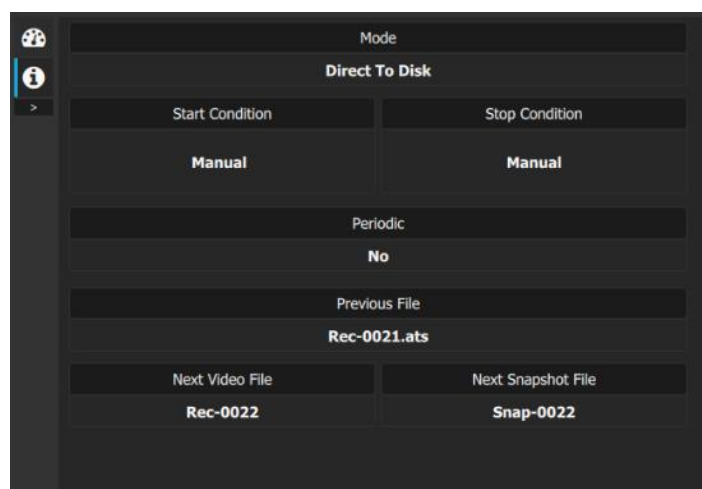 Mode
Direct To Disk
Start Condition Stop Condition
Manual Manual
Periodic
No
Previous File
Rec-0021.ats
Next Video File Next Snapshot File
Rec-0022 Snap-0022
>